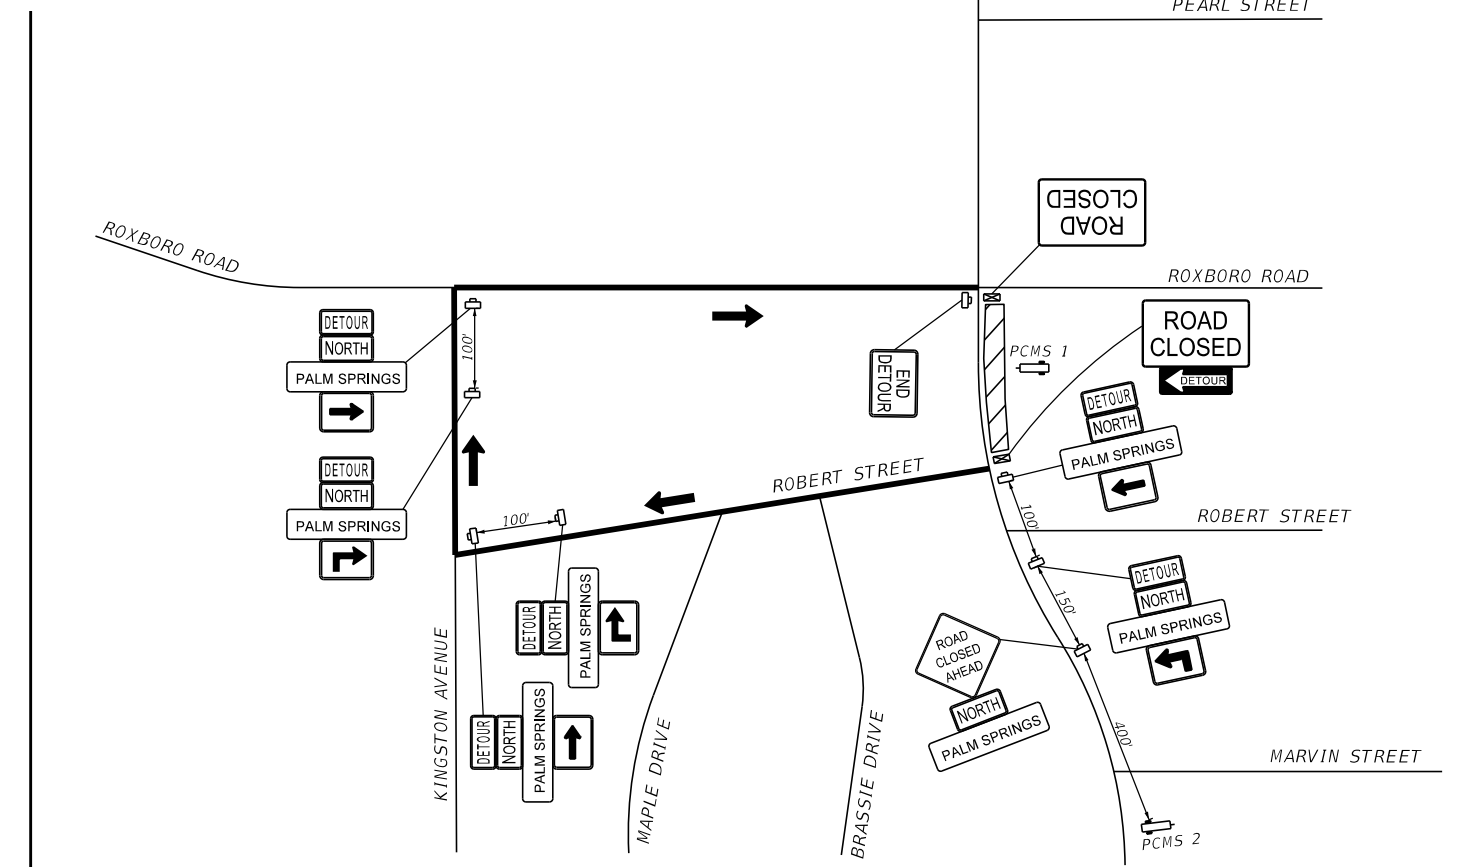 PEARL STREET
ROXBORO ROAD
ROAD
CLOSED
ROXBORO ROAD
DETOUR
NORTH
PALM SPRINGS
100'
END
DETOUR
PCMS 1
ROAD
CLOSED
DETOUR
DETOUR
NORTH
PALM SPRINGS
DETOUR
NORTH
PALM SPRINGS
ROBERT STREET
100'
100'
ROBERT STREET
DETOUR
NORTH
PALM SPRINGS
150'
DETOUR
NORTH
PALM SPRINGS
ROAD
CLOSED
AHEAD
NORTH
PALM SPRINGS
DETOUR
NORTH
PALM SPRINGS
400'
KINGSTON AVENUE
MAPLE DRIVE
BRASSIE DRIVE
MARVIN STREET
PCMS 2